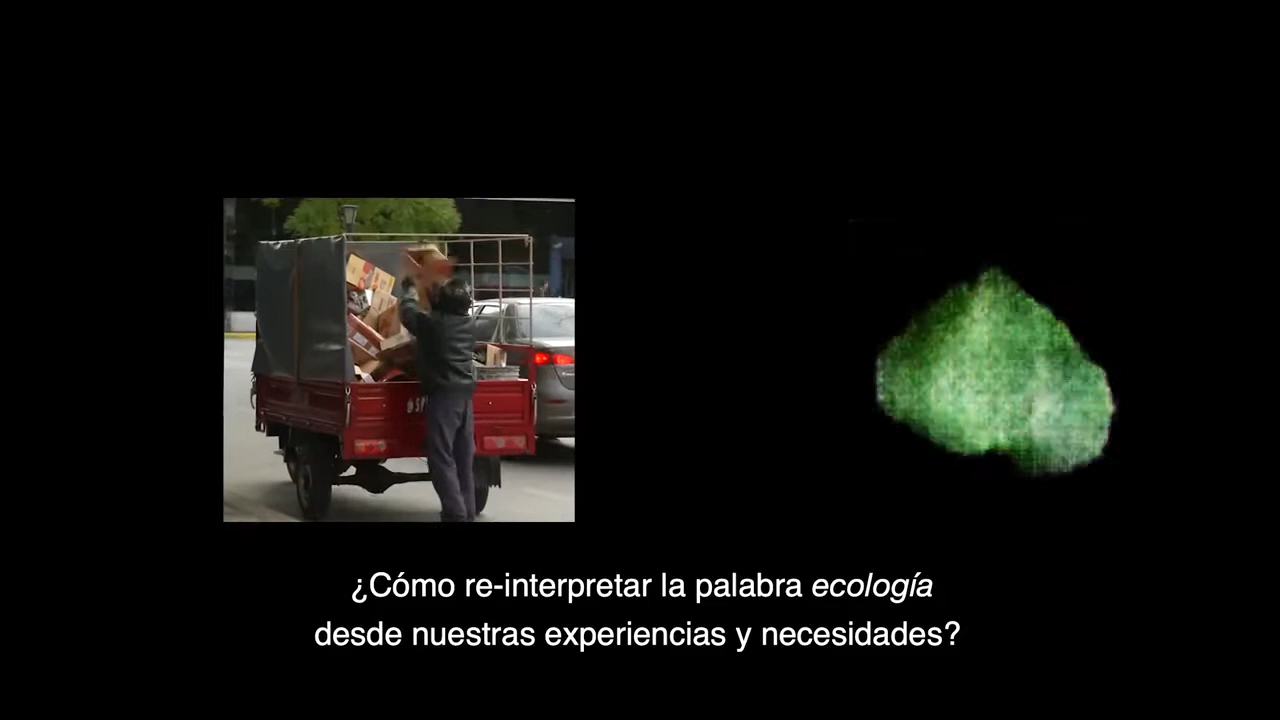 ¿Cómo re-interpretar la palabra ecología
desde nuestras experiencias y necesidades?